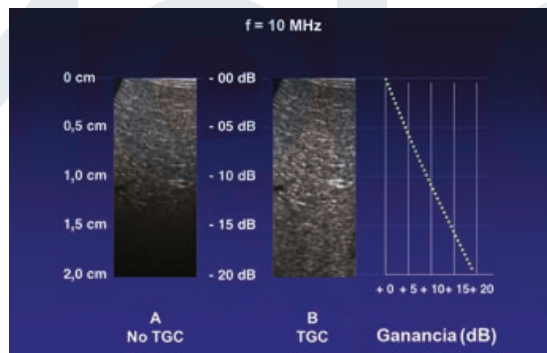 f = 10 MHz
0 cm - 00 dB
0,5 cm - 05 dB
1,0 cm - 10 dB
1,5 cm - 15 dB
2,0 cm - 20 dB
+ 0 + 5 + 10 + 15 + 20
A B
No TGC TGC Ganancia (dB)